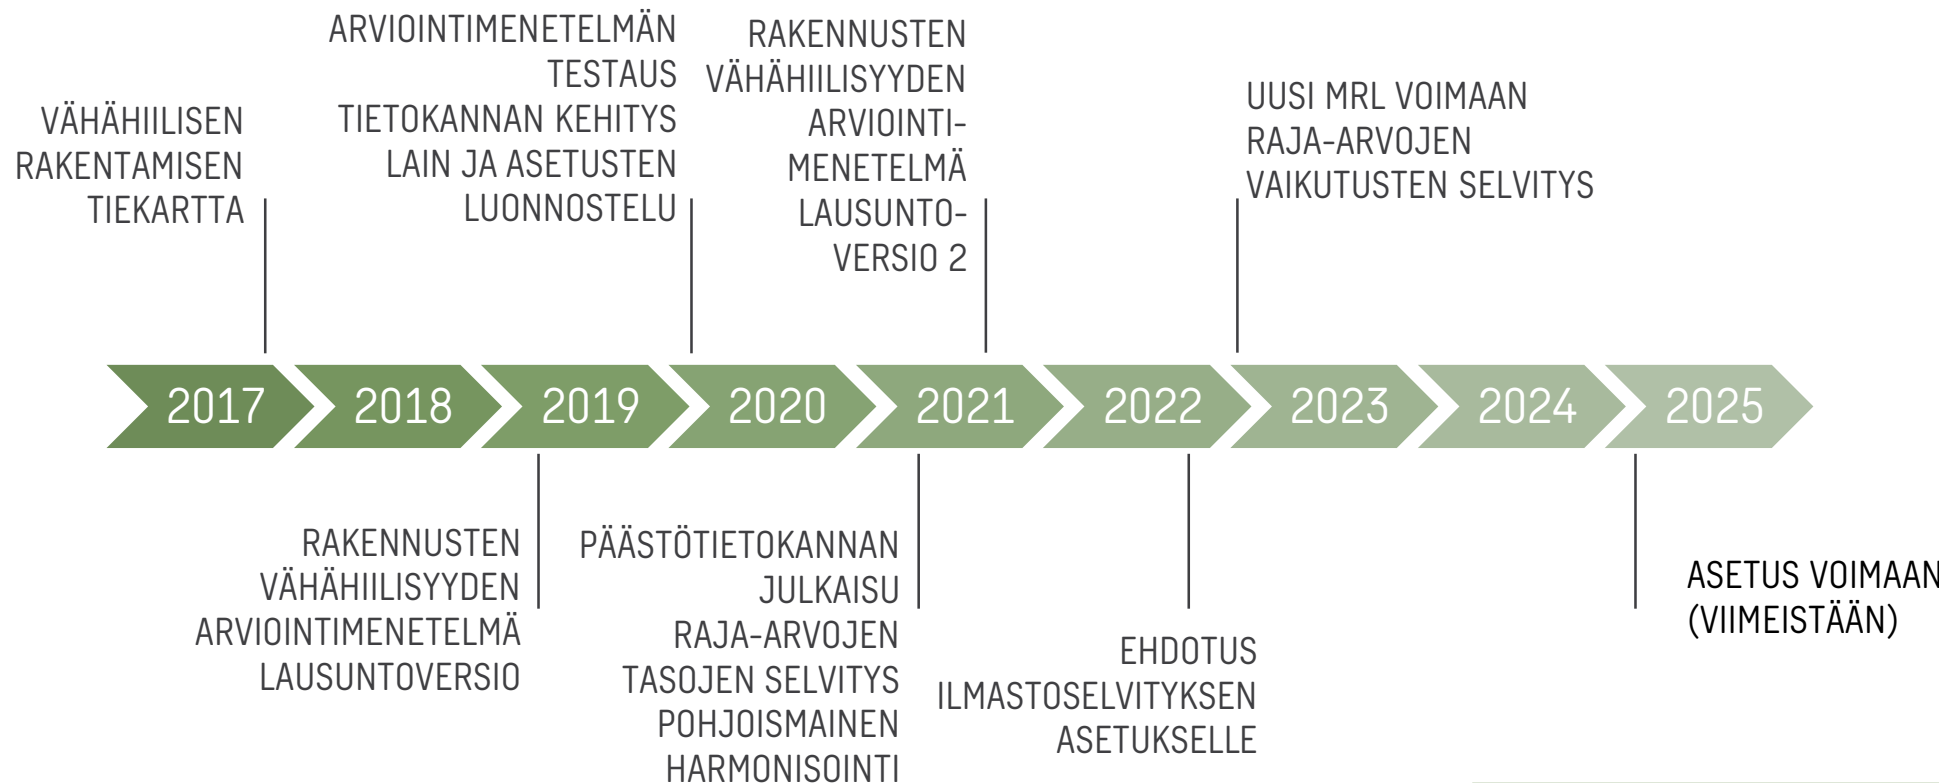 VÄHÄHIILISEN
RAKENTAMISEN
TIEKARTTA
ARVIOINTIMENETELMÄN
TESTAUS
TIETOKANNAN KEHITYS
LAIN JA ASETUSTEN
LUONNOSTELU
RAKENNUSTEN
VÄHÄHIILISYYDEN
ARVIOINTI-
MENETELMÄ
LAUSUNTO-
VERSIO 2
UUSI MRL VOIMAAN
RAJA-ARVOJEN
VAIKUTUSTEN SELVITYS
2017
2018
2019
2020
2021
2022
2023
2024
2025
RAKENNUSTEN
VÄHÄHIILISYYDEN
ARVIOINTIMENETELMÄ
LAUSUNTOVERSIO
PÄÄSTÖTIETOKANNAN
JULKAISU
RAJA-ARVOJEN
TASOJEN SELVITYS
POHJOISMAINEN
HARMONISOINTI
EHDOTUS
ILMASTOSELVITYKSEN
ASETUKSELLE
ASETUS VOIMAAN
(VIIMEISTÄÄN)